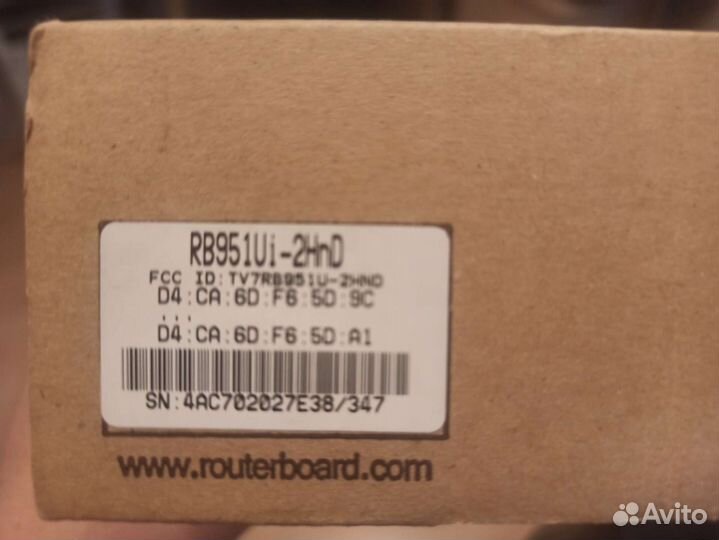 RB951Ui-2HnD
FCC ID:TV7RB951U-2HND
D4:CA:6D:F6:5D:9C
...
D4:CA:6D:F6:5D:A1
SN:4AC702027E38/347
www.routerboard.com
Avito